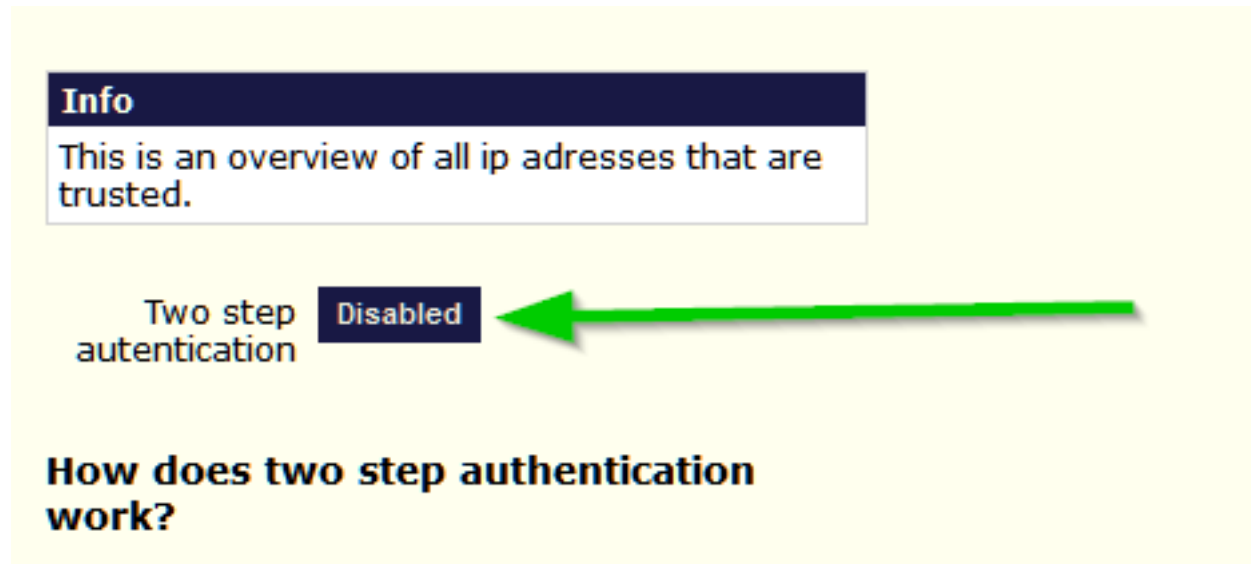 Info
This is an overview of all ip adresses that are
trusted.
Two step
autentication
Disabled
How does two step authentication
work?